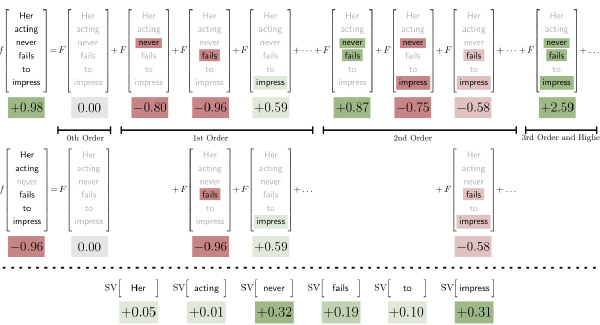 Her Her Her Her Her Her Her Her Her
acting acting acting acting acting acting acting acting acting
f never = F never + F never + F never + F never + ··· + F never + F never + F never + ··· + F never + ...
fails fails fails fails fails fails fails fails fails
to to to to to to to to to
impress impress impress impress impress impress impress impress impress
+0.98 0.00 −0.80 −0.96 +0.59 +0.87 −0.75 −0.58 +2.59
0th Order 1st Order 2nd Order 3rd Order and Highe
Her Her Her Her Her
acting acting acting acting acting
f never = F never + F never + F never + ... + F never + ...
fails fails fails fails fails
to to to to to
impress impress impress impress impress
−0.96 0.00 −0.96 +0.59 −0.58
SV[ Her ] SV[ acting ] SV[ never ] SV[ fails ] SV[ to ] SV[ impress ]
+0.05 +0.01 +0.32 +0.19 +0.10 +0.31